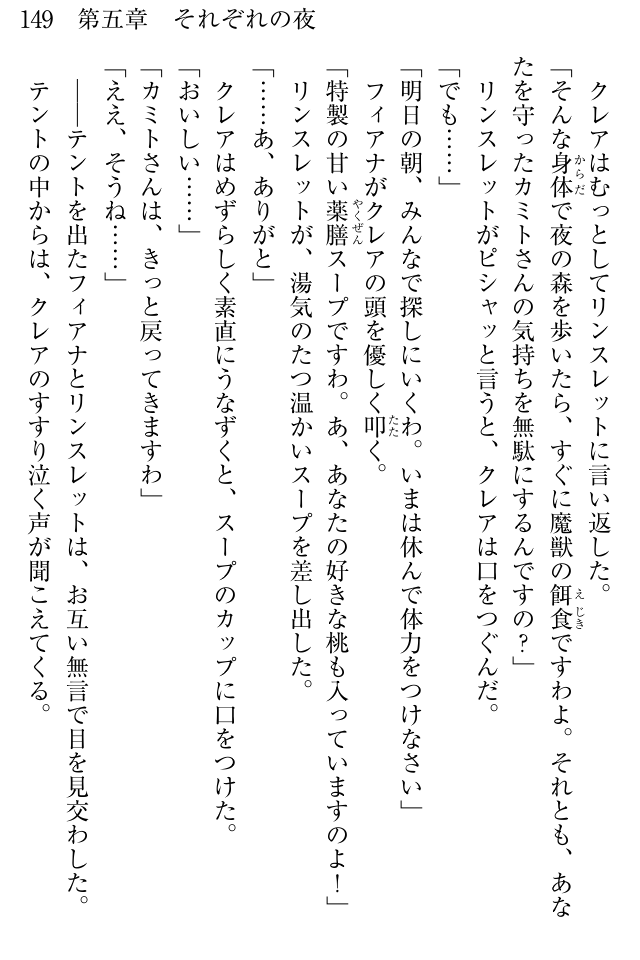 149　第五章　それぞれの夜
クレアはむっとしてリンスレットに言い返した。
「そんな身体で夜の森を歩いたら、すぐに魔獣の餌食ですわよ。それとも、あな
たを守ったカミトさんの気持ちを無駄にするんですの？」
リンスレットがピシャッと言うと、クレアは口をつぐんだ。
「でも……」
「明日の朝、みんなで探しにいくわ。いまは休んで体力をつけなさい」
フィアナがクレアの頭を優しく叩く。
「特製の甘い薬膳スープですわ。あ、あなたの好きな桃も入っていますのよ！」
リンスレットが、湯気のたつ温かいスープを差し出した。
「……あ、ありがと」
クレアはめずらしく素直にうなずくと、スープのカップに口をつけた。
「おいしい……」
「カミトさんは、きっと戻ってきますわ」
「ええ、そうね……」
――テントを出たフィアナとリンスレットは、お互い無言で目を見交わした。
テントの中からは、クレアのすすり泣く声が聞こえてくる。
からだ
えじき
たた
やくぜん